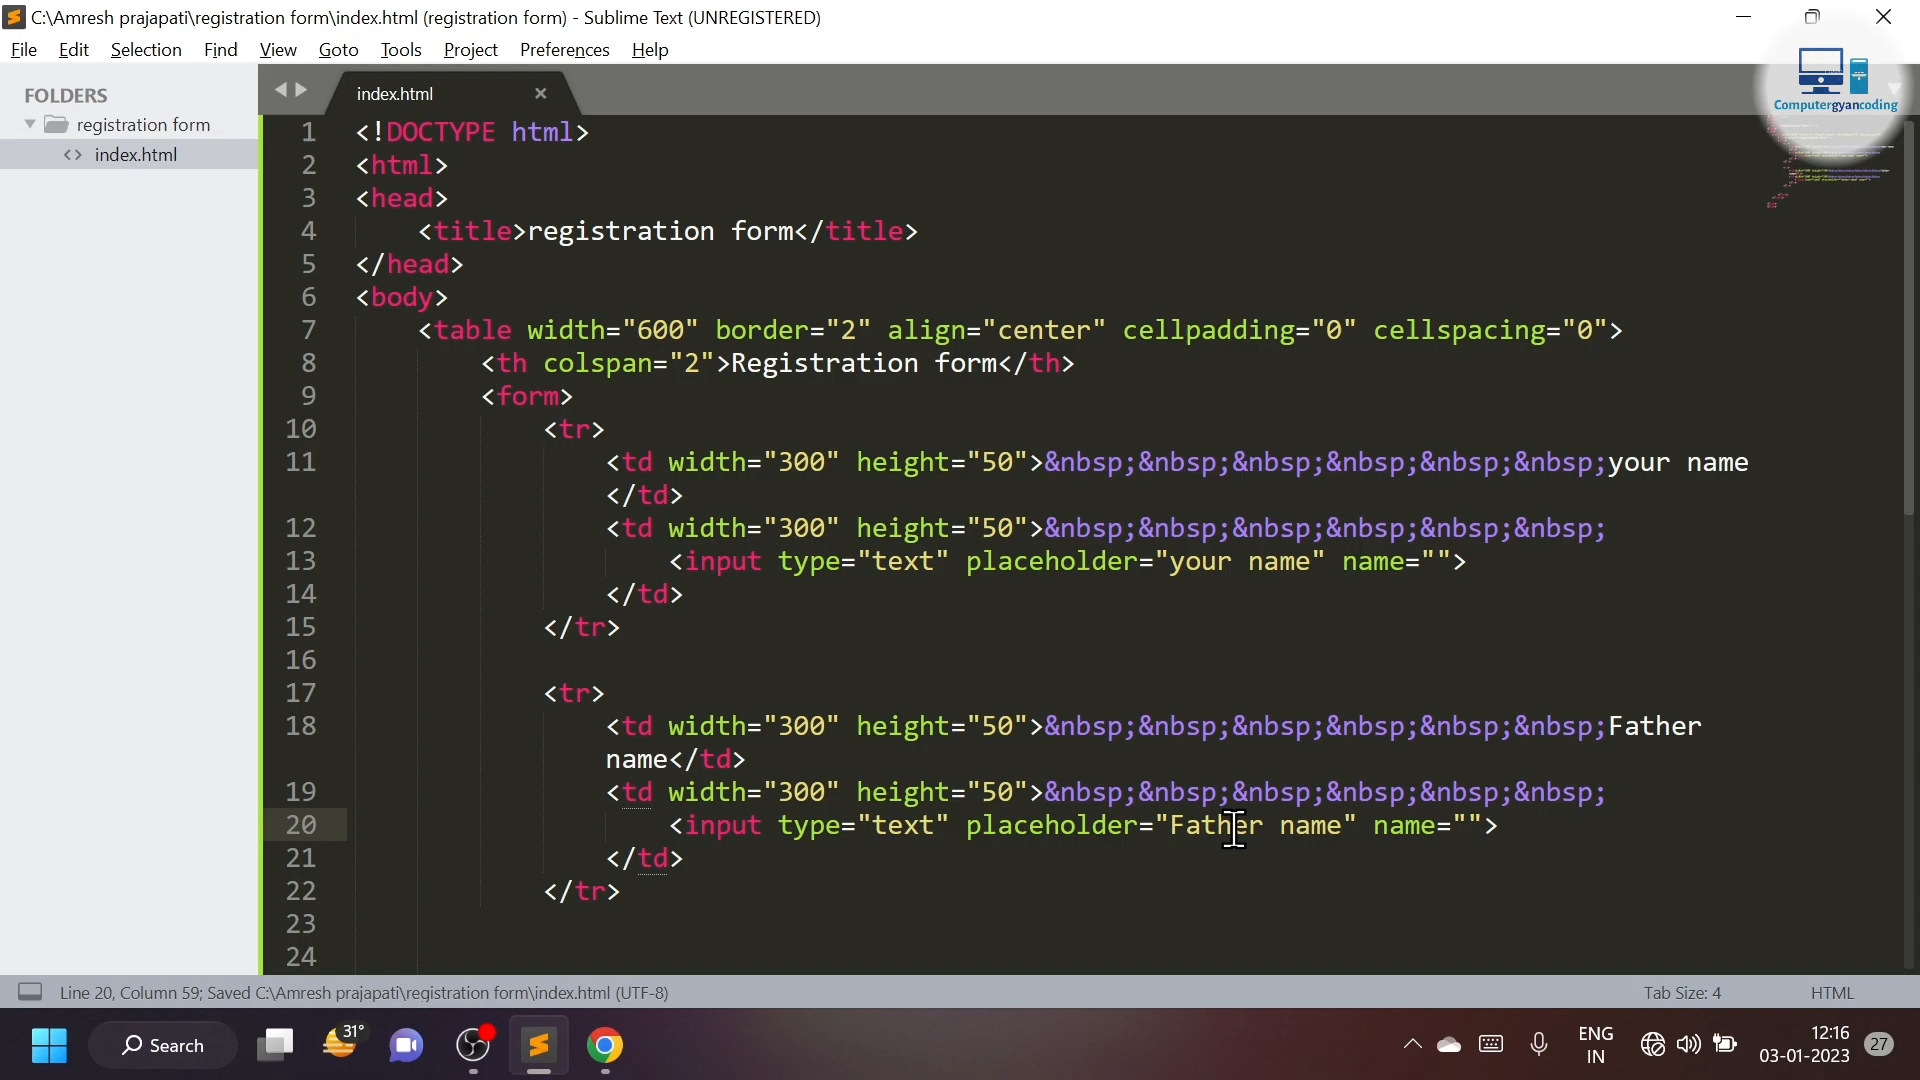 C:\Amresh prajapati\registration form\index.html (registration form) - Sublime Text (UNREGISTERED)
File Edit Selection Find View Goto Tools Project Preferences Help
Computergyancoding
FOLDERS
registration form
<> index.html
index.html
1 <!DOCTYPE html>
2 <html>
3 <head>
4 <title>registration form</title>
5 </head>
6 <body>
7 <table width="600" border="2" align="center" cellpadding="0" cellspacing="0">
8 <th colspan="2">Registration form</th>
9 <form>
10 <tr>
11 <td width="300" height="50">&nbsp;&nbsp;&nbsp;&nbsp;&nbsp;&nbsp;your name
</td>
12 <td width="300" height="50">&nbsp;&nbsp;&nbsp;&nbsp;&nbsp;&nbsp;
13 <input type="text" placeholder="your name" name="">
14 </td>
15 </tr>
16
17 <tr>
18 <td width="300" height="50">&nbsp;&nbsp;&nbsp;&nbsp;&nbsp;&nbsp;Father
name</td>
19 <td width="300" height="50">&nbsp;&nbsp;&nbsp;&nbsp;&nbsp;&nbsp;
20 <input type="text" placeholder="Father name" name="">
21 </td>
22 </tr>
23
24
Line 20, Column 59; Saved C:\Amresh prajapati\registration form\index.html (UTF-8) Tab Size: 4 HTML
Search 31° ENG IN 12:16 03-01-2023 27